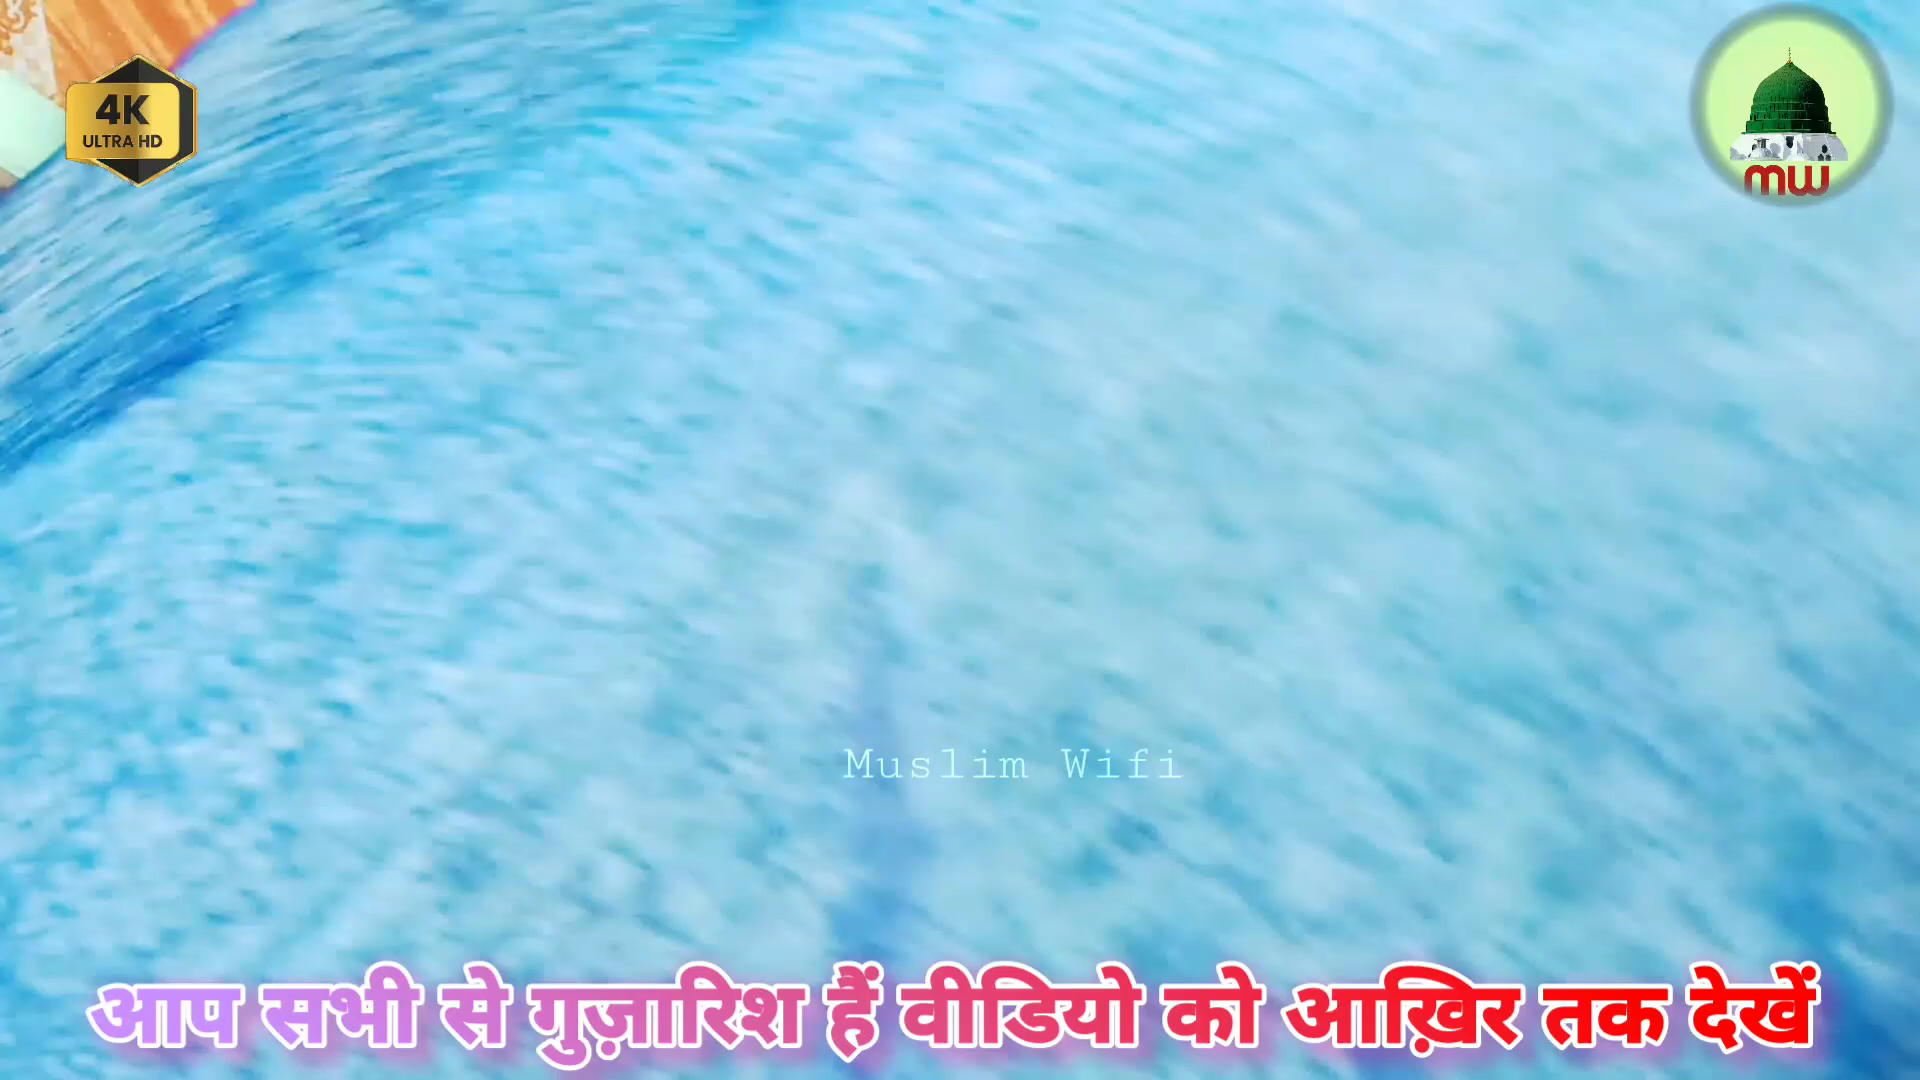 4K
ULTRA HD
mw
Muslim Wifi
आप सभी से गुज़ारिश हैं वीडियो को आख़िर तक देखें